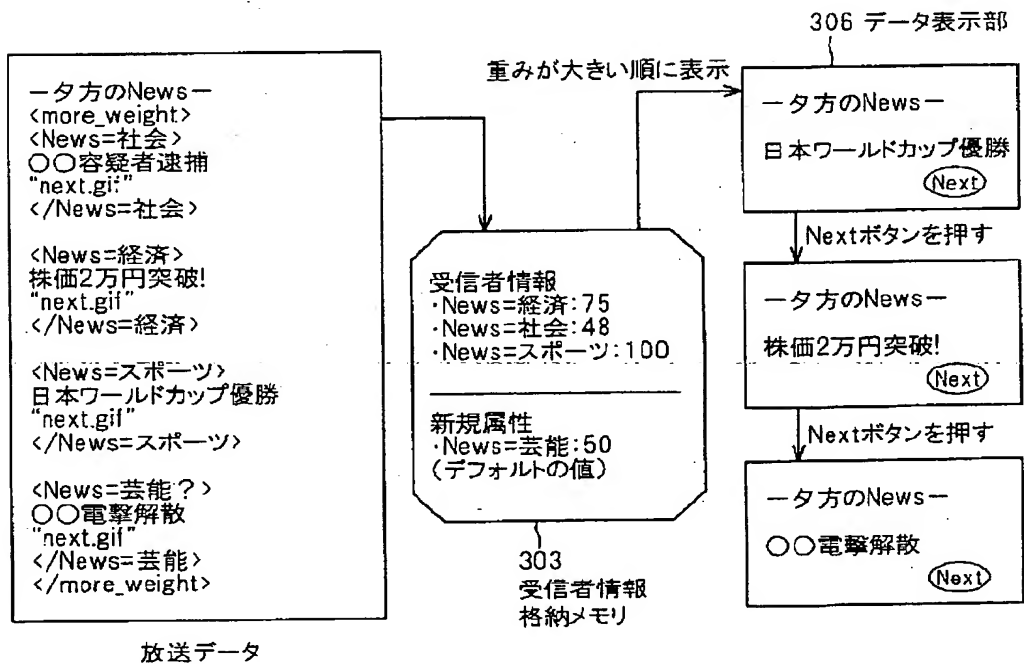 ー夕方のNewsー
<more_weight>
<News=社会>
○○容疑者逮捕
"next.gif"
</News=社会>
<News=経済>
株価2万円突破!
"next.gif"
</News=経済>
<News=スポーツ>
日本ワールドカップ優勝
"next.gif"
</News=スポーツ>
<News=芸能?>
○○電撃解散
"next.gif"
</News=芸能>
</more_weight>
放送データ
受信者情報
・News=経済:75
・News=社会:48
・News=スポーツ:100
新規属性
・News=芸能:50
(デフォルトの値)
303
受信者情報
格納メモリ
重みが大きい順に表示
306 データ表示部
ー夕方のNewsー
日本ワールドカップ優勝
Next
Nextボタンを押す
ー夕方のNewsー
株価2万円突破!
Next
Nextボタンを押す
ー夕方のNewsー
○○電撃解散
Next